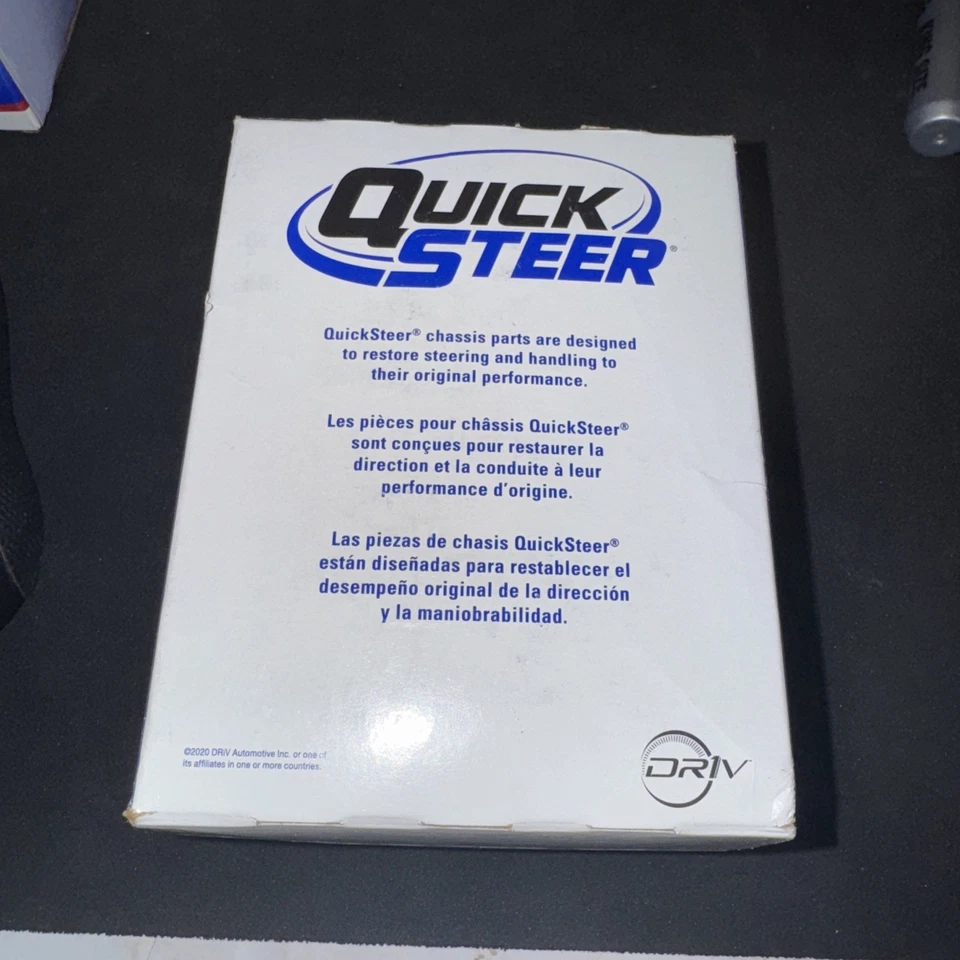 QUICK
STEER®
QuickSteer® chassis parts are designed
to restore steering and handling to
their original performance.
Les pièces pour châssis QuickSteer®
sont conçues pour restaurer la
direction et la conduite à leur
performance d'origine.
Las piezas de chasis QuickSteer®
están diseñadas para restablecer el
desempeño original de la dirección
y la maniobrabilidad.
©2020 DRiV Automotive Inc. or one of
its affiliates in one or more countries.
DR1V